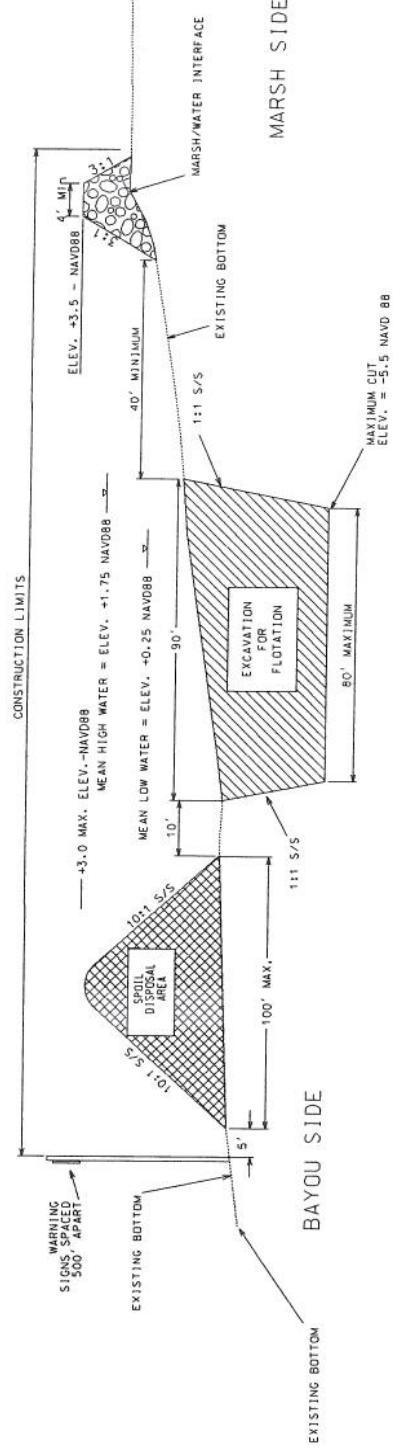 CONSTRUCTION LIMITS
WARNING
SIGNS SPACED
500' APART
+3.0 MAX. ELEV.-NAVD88
MEAN HIGH WATER = ELEV. +1.75 NAVD88
MEAN LOW WATER = ELEV. +0.25 NAVD88
ELEV. +3.5 - NAVD88
4' MIN
3:1
3:1
MARSH/WATER INTERFACE
MARSH SIDE
10:1 S/S
10:1 S/S
SPOIL
DISPOSAL
AREA
10'
90'
40' MINIMUM
EXISTING BOTTOM
1:1 S/S
EXISTING BOTTOM
5'
100' MAX.
1:1 S/S
EXCAVATION
FOR
FLOTATION
80' MAXIMUM
MAXIMUM CUT
ELEV. = -5.5 NAVD 88
BAYOU SIDE
EXISTING BOTTOM